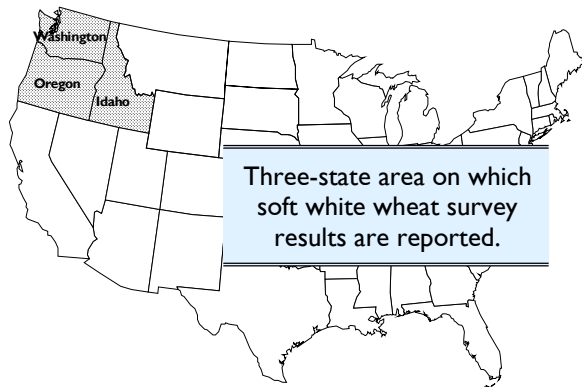 Washington
Oregon
Idaho
Three-state area on which
soft white wheat survey
results are reported.